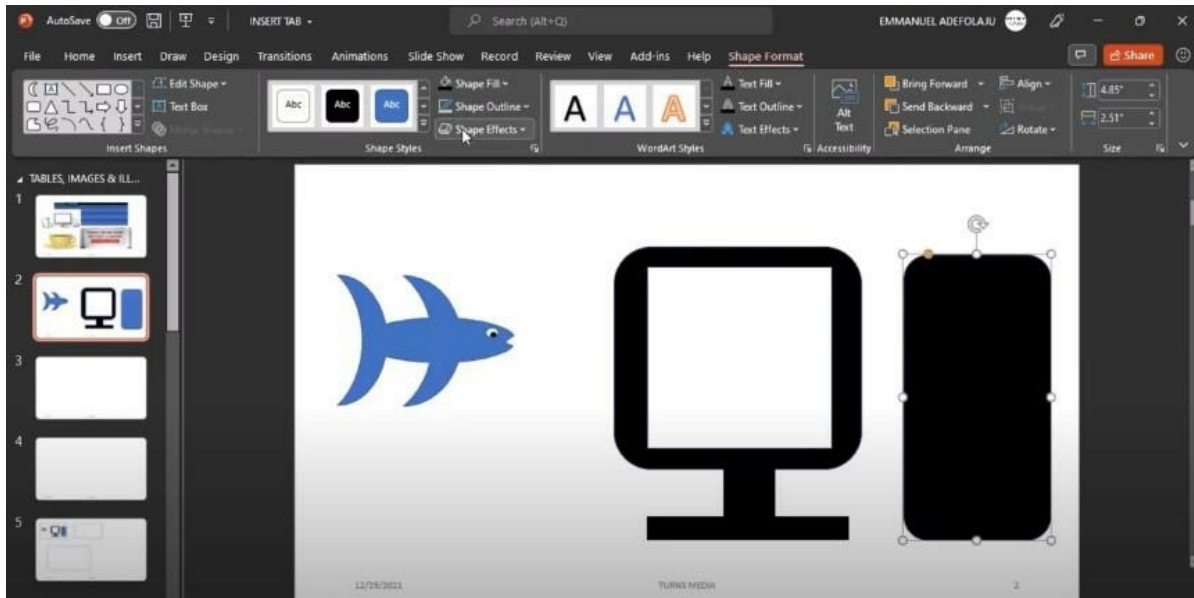 AutoSave Off INSERT TAB Search (Alt+Q) EMMANUEL ADEFOLAJU
File Home Insert Draw Design Transitions Animations Slide Show Record Review View Add-ins Help Shape Format Share
Edit Shape
Text Box
Merge Shapes
Insert Shapes
Abc Abc Abc
Shape Fill
Shape Outline
Shape Effects
Shape Styles
A A A
Text Fill
Text Outline
Text Effects
WordArt Styles
Alt
Text
Accessibility
Bring Forward
Send Backward
Selection Pane
Align
Rotate
Arrange
4.85"
2.51"
Size
TABLES, IMAGES & ILL...
1
2
3
4
5
12/29/2021 TURNS MEDIA 2